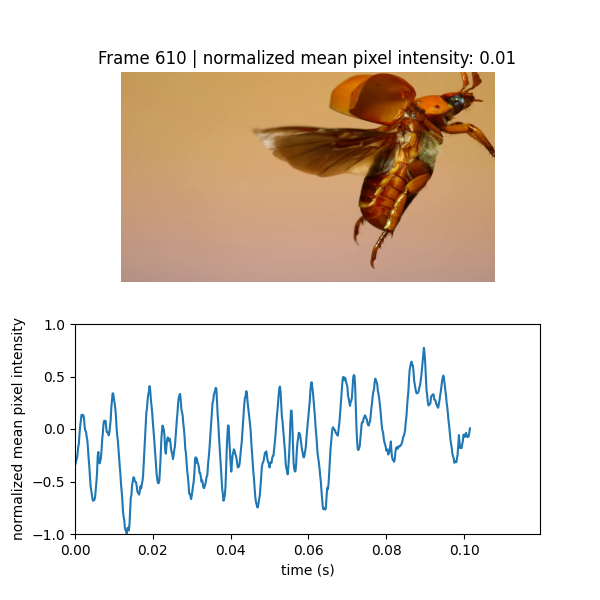 Frame 610 | normalized mean pixel intensity: 0.01
normalized mean pixel intensity
1.0
0.5
0.0
−0.5
−1.0
0.00 0.02 0.04 0.06 0.08 0.10
time (s)